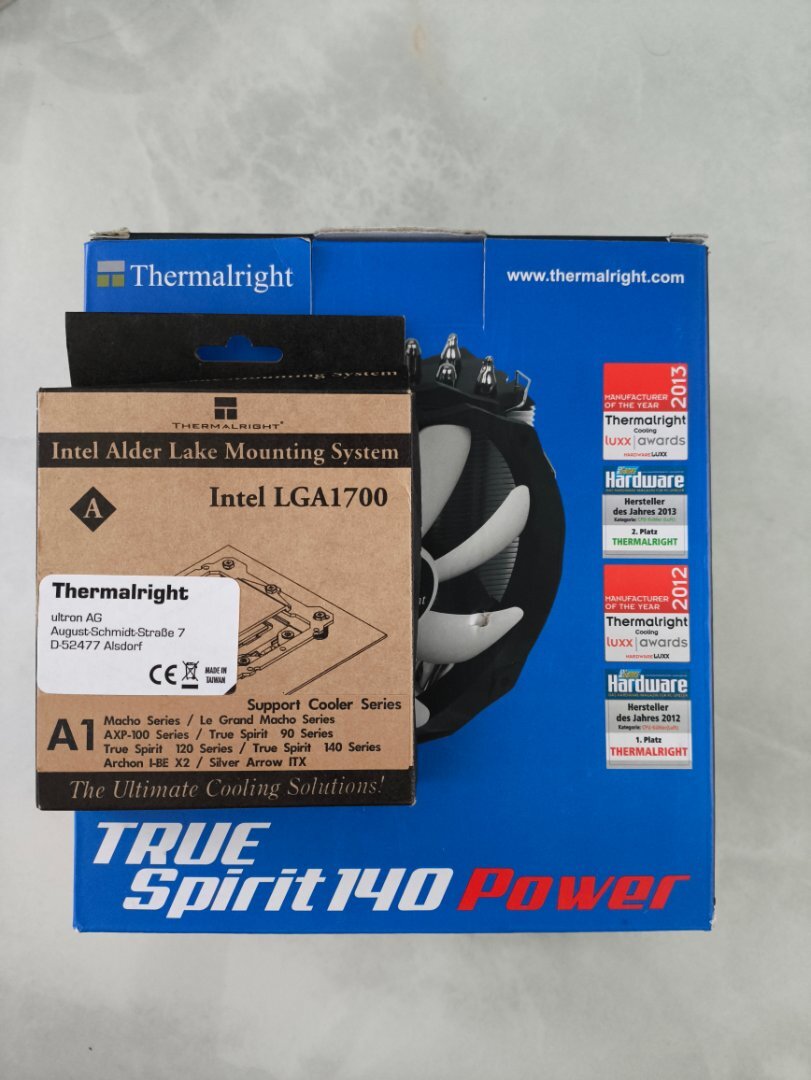 Thermalright
www.thermalright.com
Mounting System
THERMALRIGHT®
Intel Alder Lake Mounting System
A
Intel LGA1700
Thermalright
ultron AG
August-Schmidt-Straße 7
D-52477 Alsdorf
CE
MADE IN
TAIWAN
Support Cooler Series
A1
Macho Series / Le Grand Macho Series
AXP-100 Series / True Spirit 90 Series
True Spirit 120 Series / True Spirit 140 Series
Archon I-BE X2 / Silver Arrow ITX
The Ultimate Cooling Solutions!
MANUFACTURER
OF THE YEAR
2013
Thermalright
Cooling
luxx | awards
HARDWARELUXX
Hardware
Hersteller
des Jahres 2013
2. Platz
THERMALRIGHT
MANUFACTURER
OF THE YEAR
2012
Thermalright
Cooling
luxx | awards
HARDWARELUXX
Hardware
Hersteller
des Jahres 2012
1. Platz
THERMALRIGHT
TRUE
Spirit 140 Power